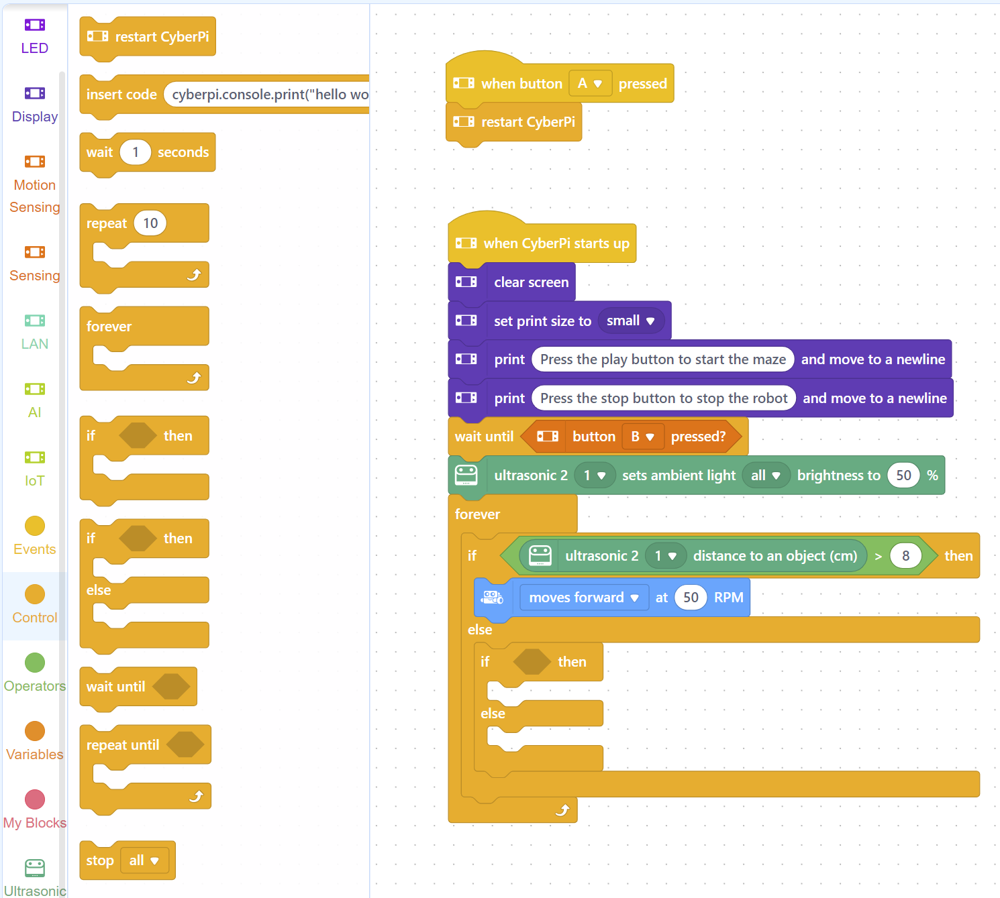 LED
Display
Motion
Sensing
Sensing
LAN
AI
IoT
Events
Control
Operators
Variables
My Blocks
Ultrasonic
restart CyberPi
insert code cyberpi.console.print("hello wo
wait 1 seconds
repeat 10
forever
if then
if then
else
wait until
repeat until
stop all
when button A pressed
restart CyberPi
when CyberPi starts up
clear screen
set print size to small
print Press the play button to start the maze and move to a newline
print Press the stop button to stop the robot and move to a newline
wait until button B pressed?
ultrasonic 2 1 sets ambient light all brightness to 50 %
forever
if ultrasonic 2 1 distance to an object (cm) > 8 then
moves forward at 50 RPM
else
if then
else